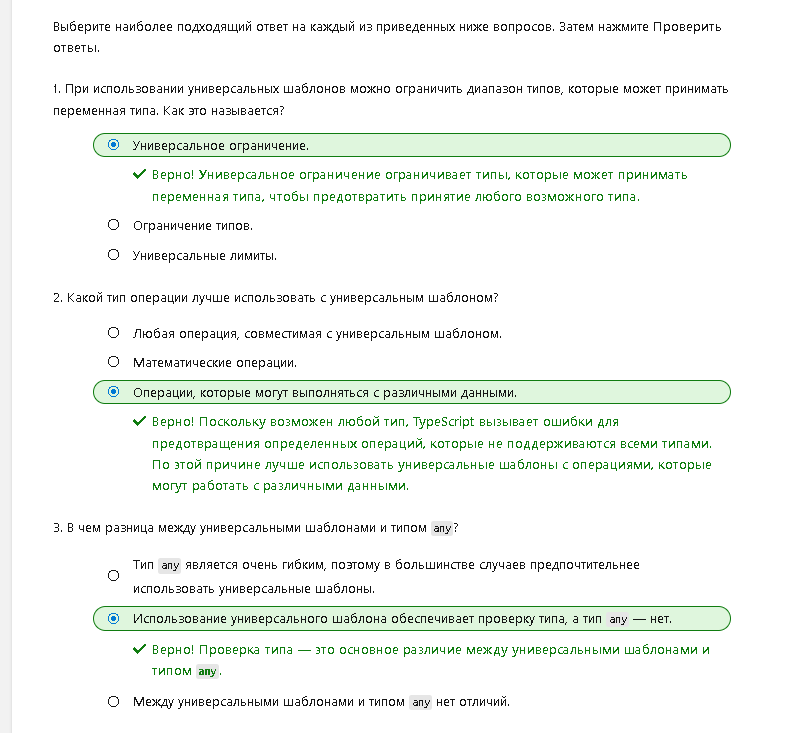 Выберите наиболее подходящий ответ на каждый из приведенных ниже вопросов. Затем нажмите Проверить
ответы.
1. При использовании универсальных шаблонов можно ограничить диапазон типов, которые может принимать
переменная типа. Как это называется?
Универсальное ограничение.
Верно! Универсальное ограничение ограничивает типы, которые может принимать
переменная типа, чтобы предотвратить принятие любого возможного типа.
Ограничение типов.
Универсальные лимиты.
2. Какой тип операции лучше использовать с универсальным шаблоном?
Любая операция, совместимая с универсальным шаблоном.
Математические операции.
Операции, которые могут выполняться с различными данными.
Верно! Поскольку возможен любой тип, TypeScript вызывает ошибки для
предотвращения определенных операций, которые не поддерживаются всеми типами.
По этой причине лучше использовать универсальные шаблоны с операциями, которые
могут работать с различными данными.
3. В чем разница между универсальными шаблонами и типом any?
Тип any является очень гибким, поэтому в большинстве случаев предпочтительнее
использовать универсальные шаблоны.
Использование универсального шаблона обеспечивает проверку типа, а тип any — нет.
Верно! Проверка типа — это основное различие между универсальными шаблонами и
типом any.
Между универсальными шаблонами и типом any нет отличий.